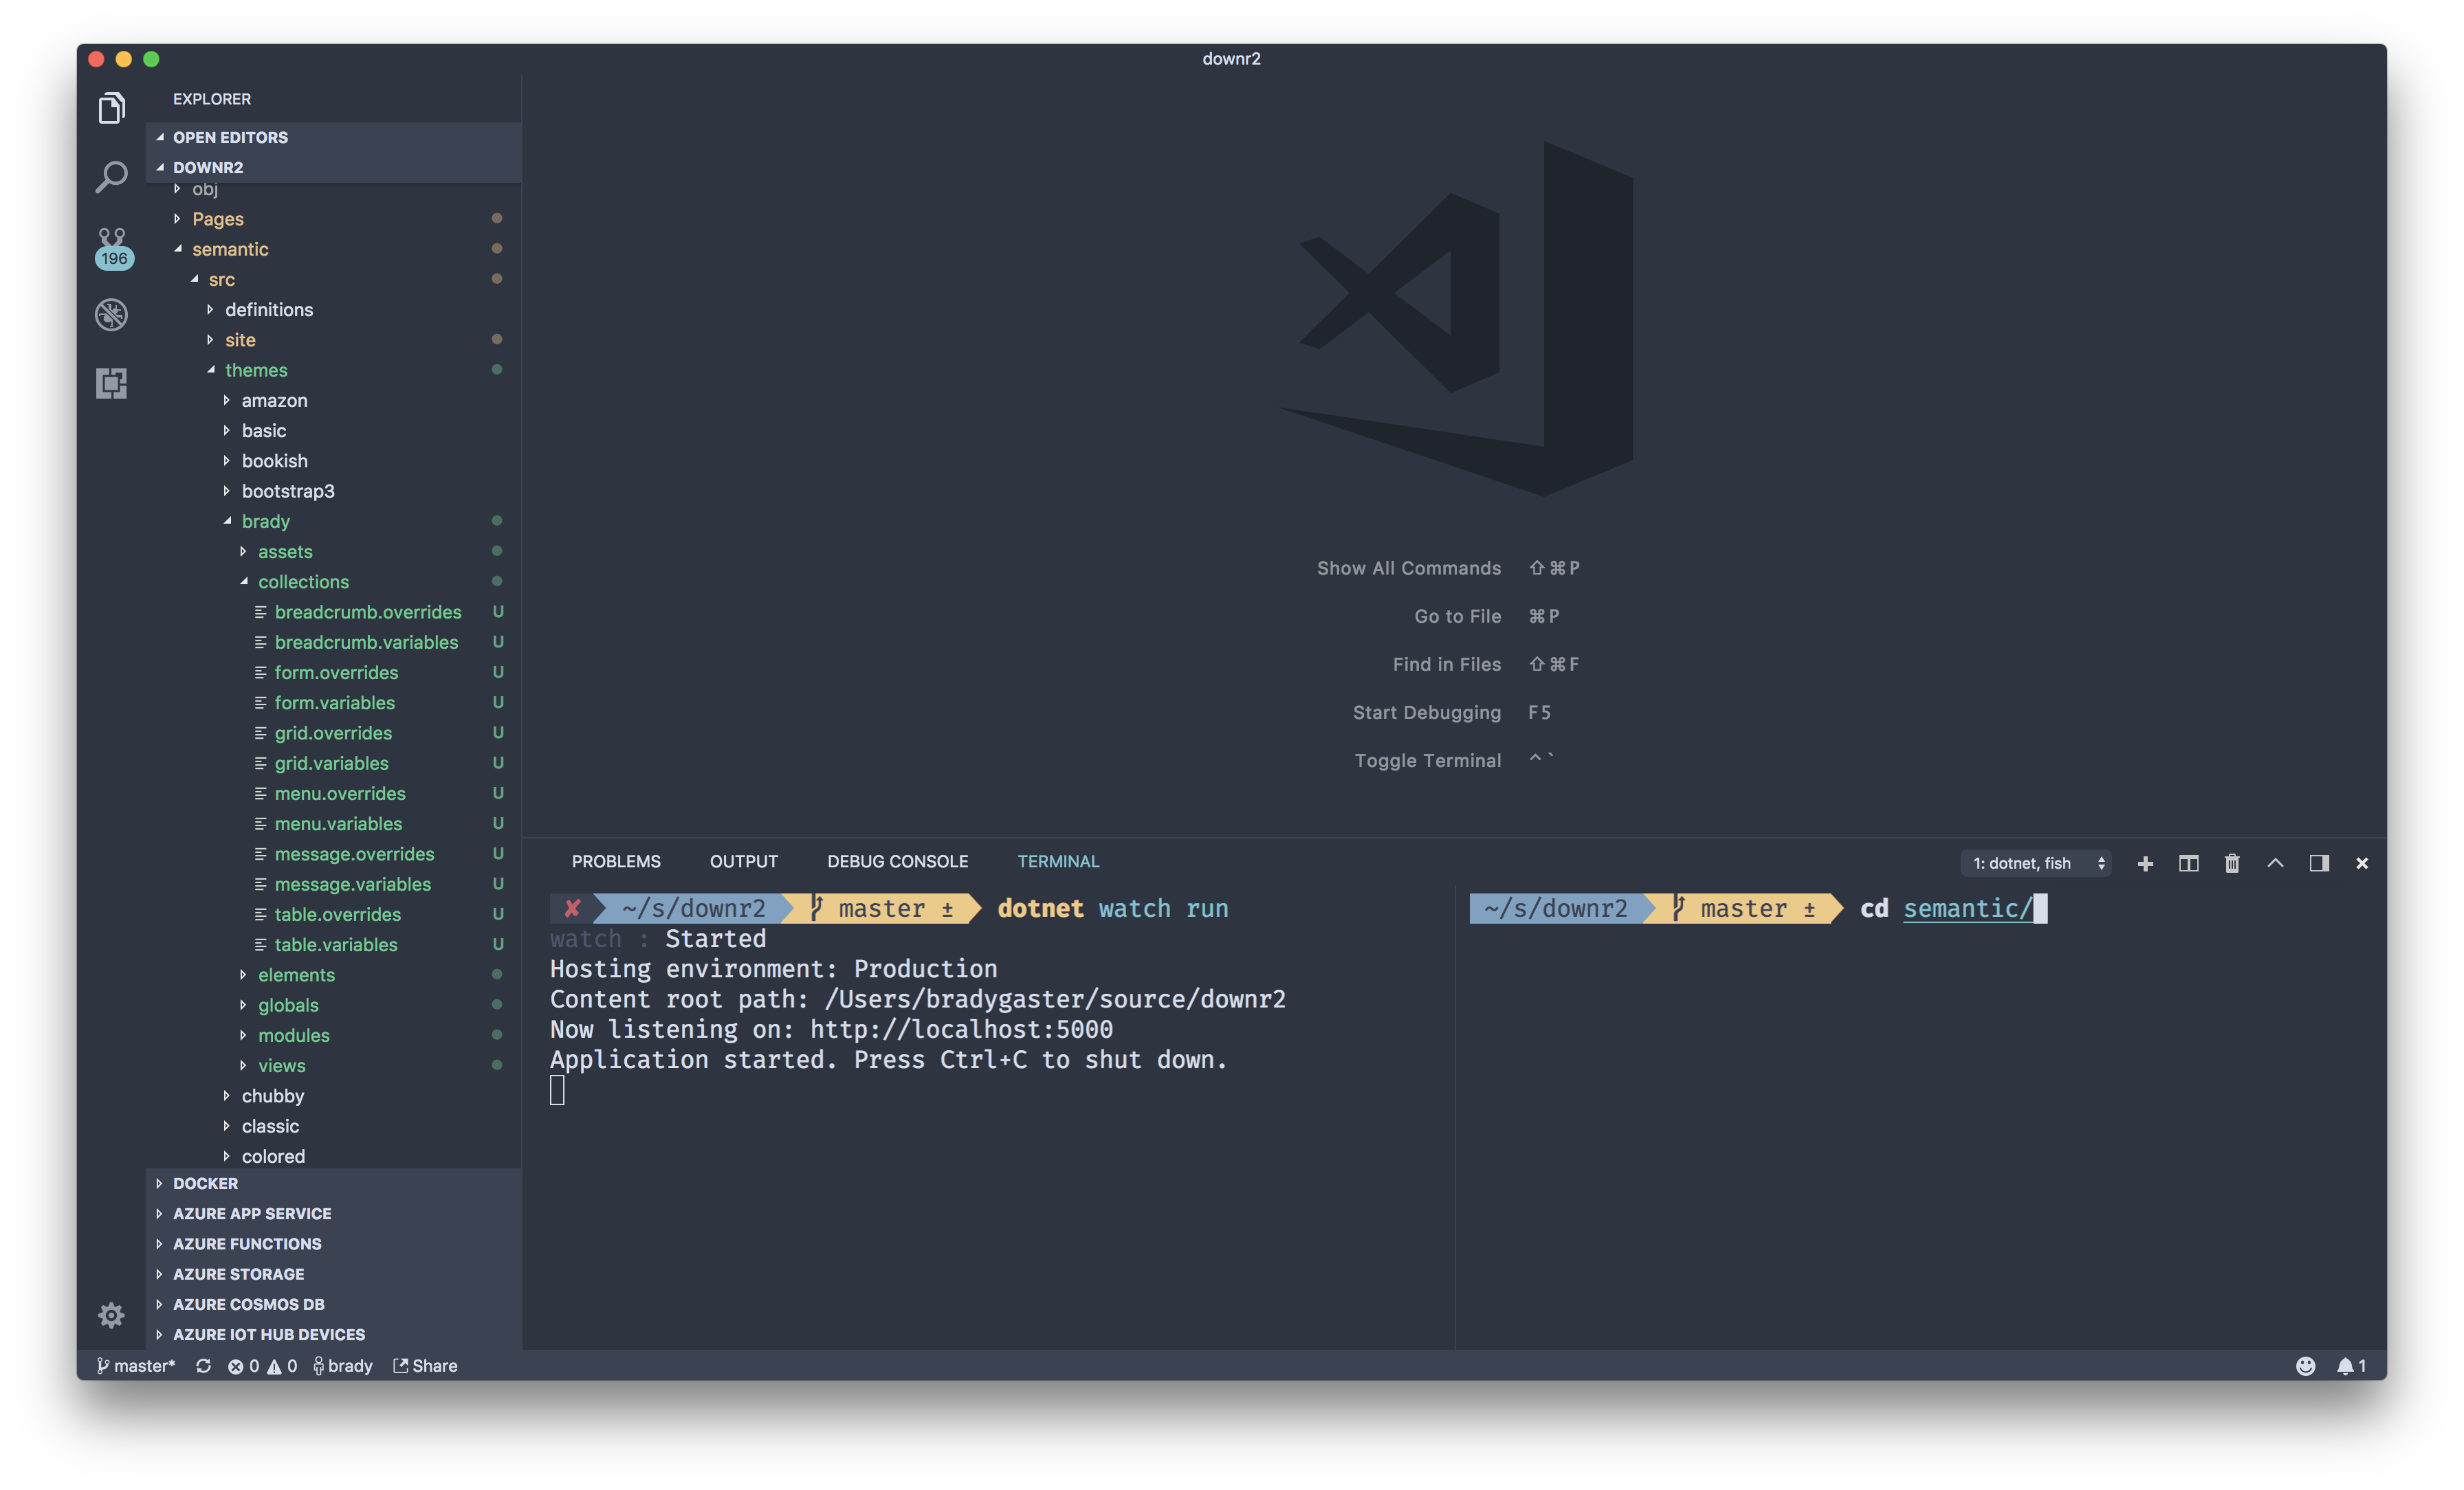 downr2
EXPLORER
OPEN EDITORS
DOWNR2
obj
Pages
196
semantic
src
definitions
site
themes
amazon
basic
bookish
bootstrap3
brady
assets
collections
breadcrumb.overrides U
breadcrumb.variables U
form.overrides U
form.variables U
grid.overrides U
grid.variables U
menu.overrides U
menu.variables U
message.overrides U
message.variables U
table.overrides U
table.variables U
elements
globals
modules
views
chubby
classic
colored
DOCKER
AZURE APP SERVICE
AZURE FUNCTIONS
AZURE STORAGE
AZURE COSMOS DB
AZURE IOT HUB DEVICES
Show All Commands ⇧⌘P
Go to File ⌘P
Find in Files ⇧⌘F
Start Debugging F5
Toggle Terminal ^`
PROBLEMS OUTPUT DEBUG CONSOLE TERMINAL 1: dotnet, fish
✘ ~/s/downr2 master ± dotnet watch run
watch : Started
Hosting environment: Production
Content root path: /Users/bradygaster/source/downr2
Now listening on: http://localhost:5000
Application started. Press Ctrl+C to shut down.
~/s/downr2 master ± cd semantic/
master* 0 0 brady Share 1